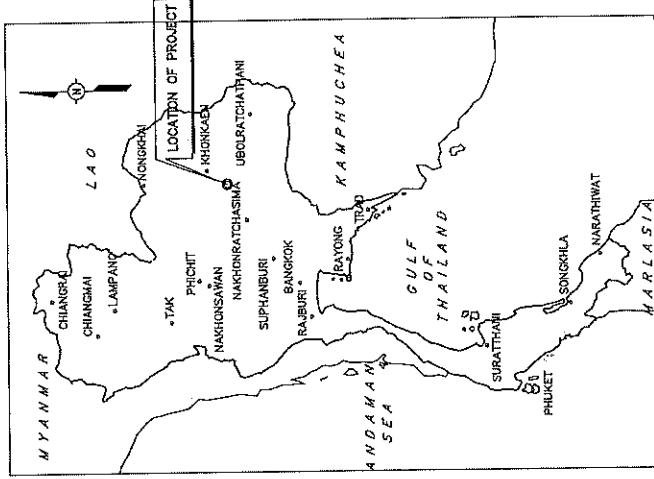 LOCATION OF PROJECT
N
MYANMAR
LAO
CHIANGRAI
CHIANGMAI
LAMPANG
NONGKHAI
TAK
PHICHIT
KHONKAEN
NAKHONSAWAN
NAKHONRATCHASIMA
UBOLRATCHATHANI
SUPHANBURI
BANGKOK
RAJBURI
RAYONG
TRAD
KAMPHUCHEA
GULF
OF
THAILAND
ANDAMAN
SEA
SURATTHANI
PHUKET
SONGKHLA
NARATHIWAT
MARLASIA